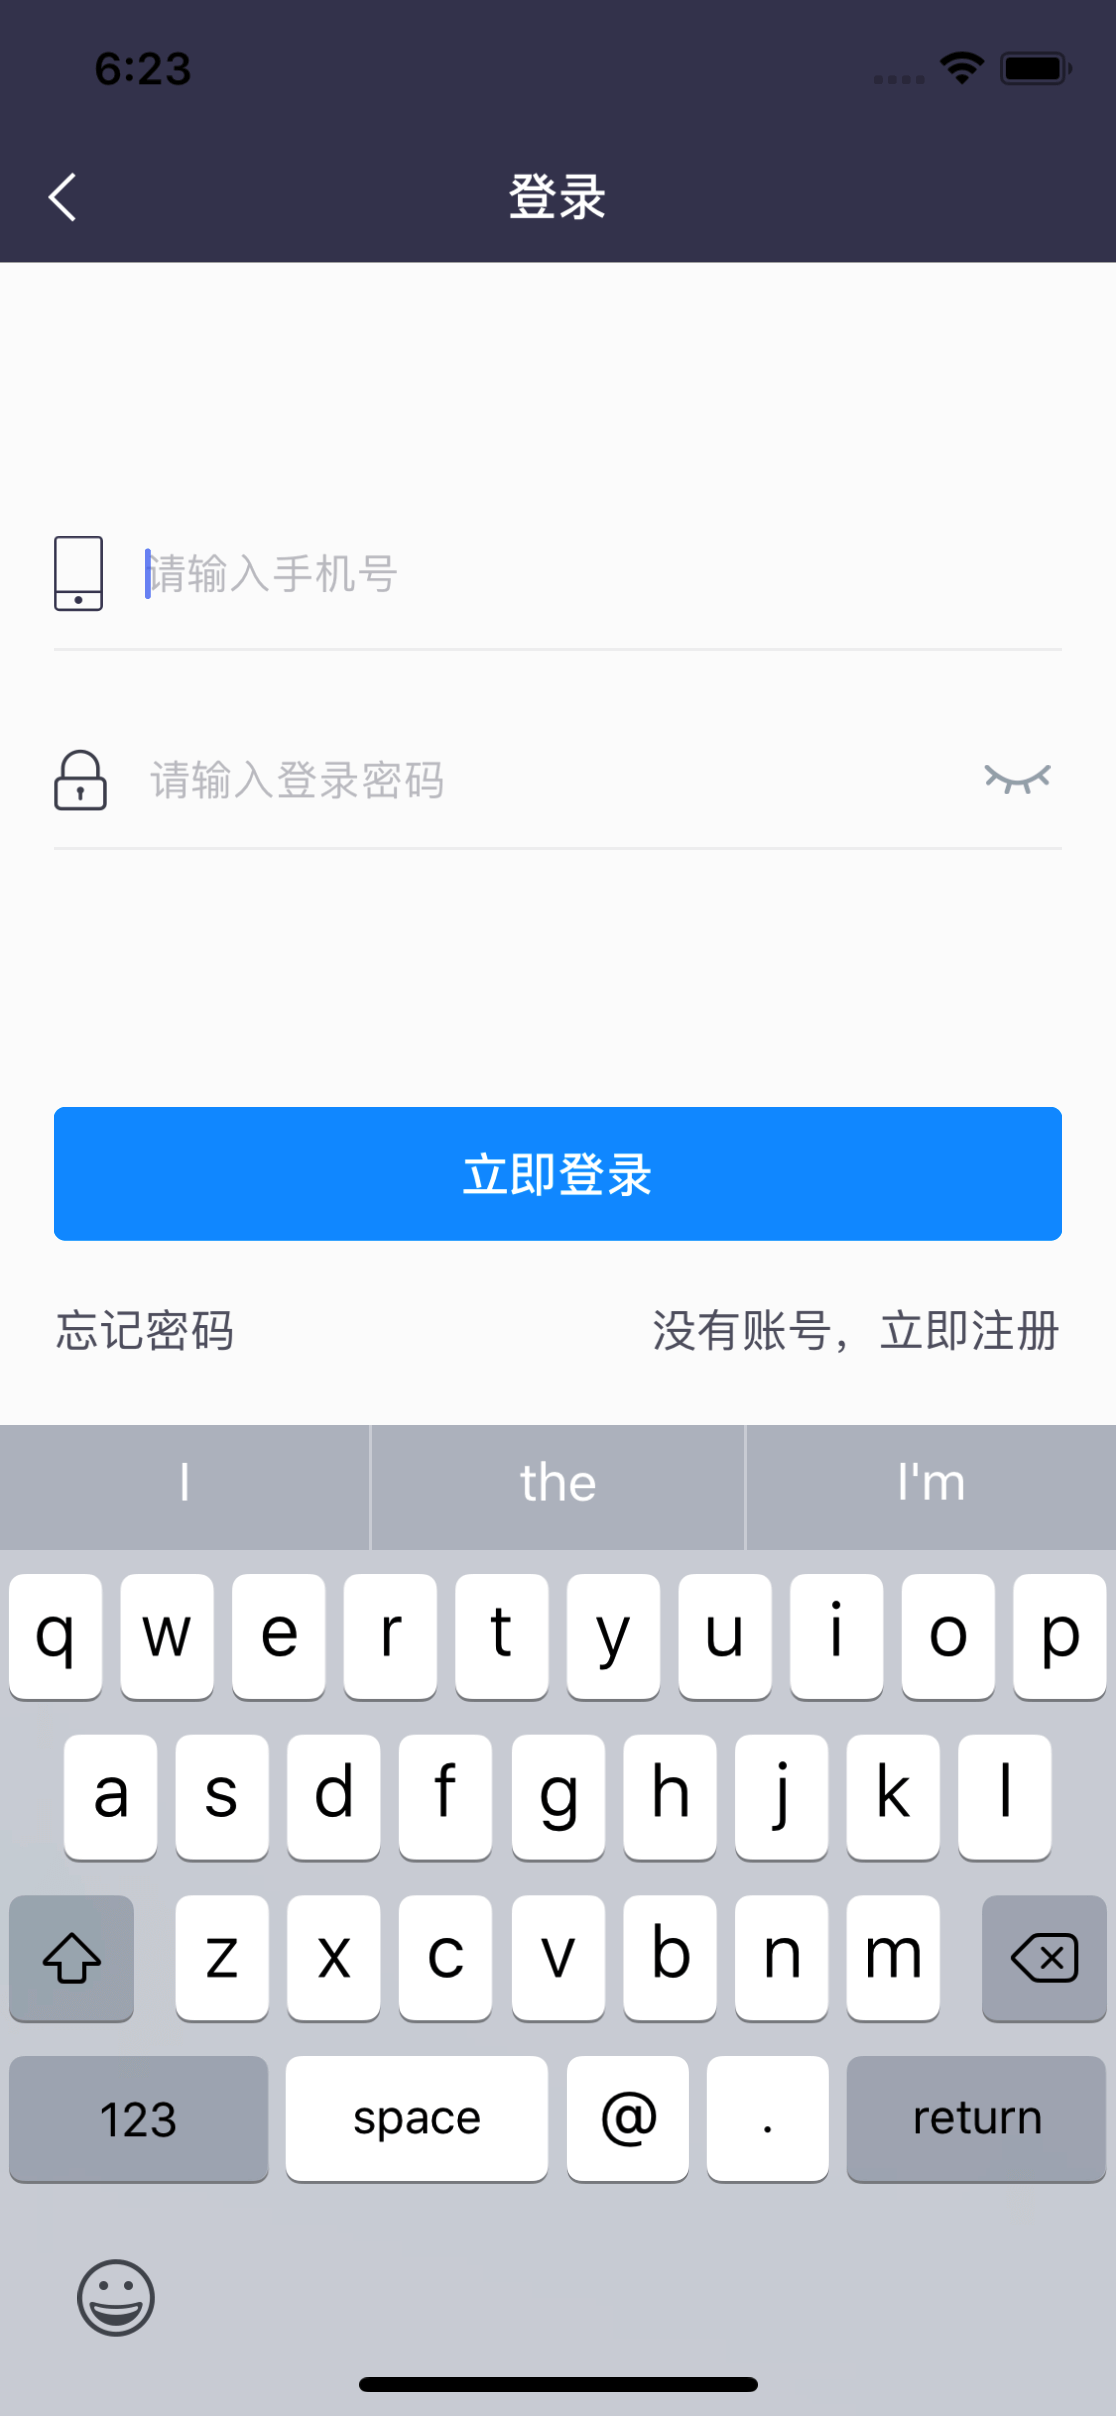 6:23
登录
请输入手机号
请输入登录密码
立即登录
忘记密码 没有账号，立即注册
I the I'm
q w e r t y u i o p
a s d f g h j k l
z x c v b n m
123 space @ . return